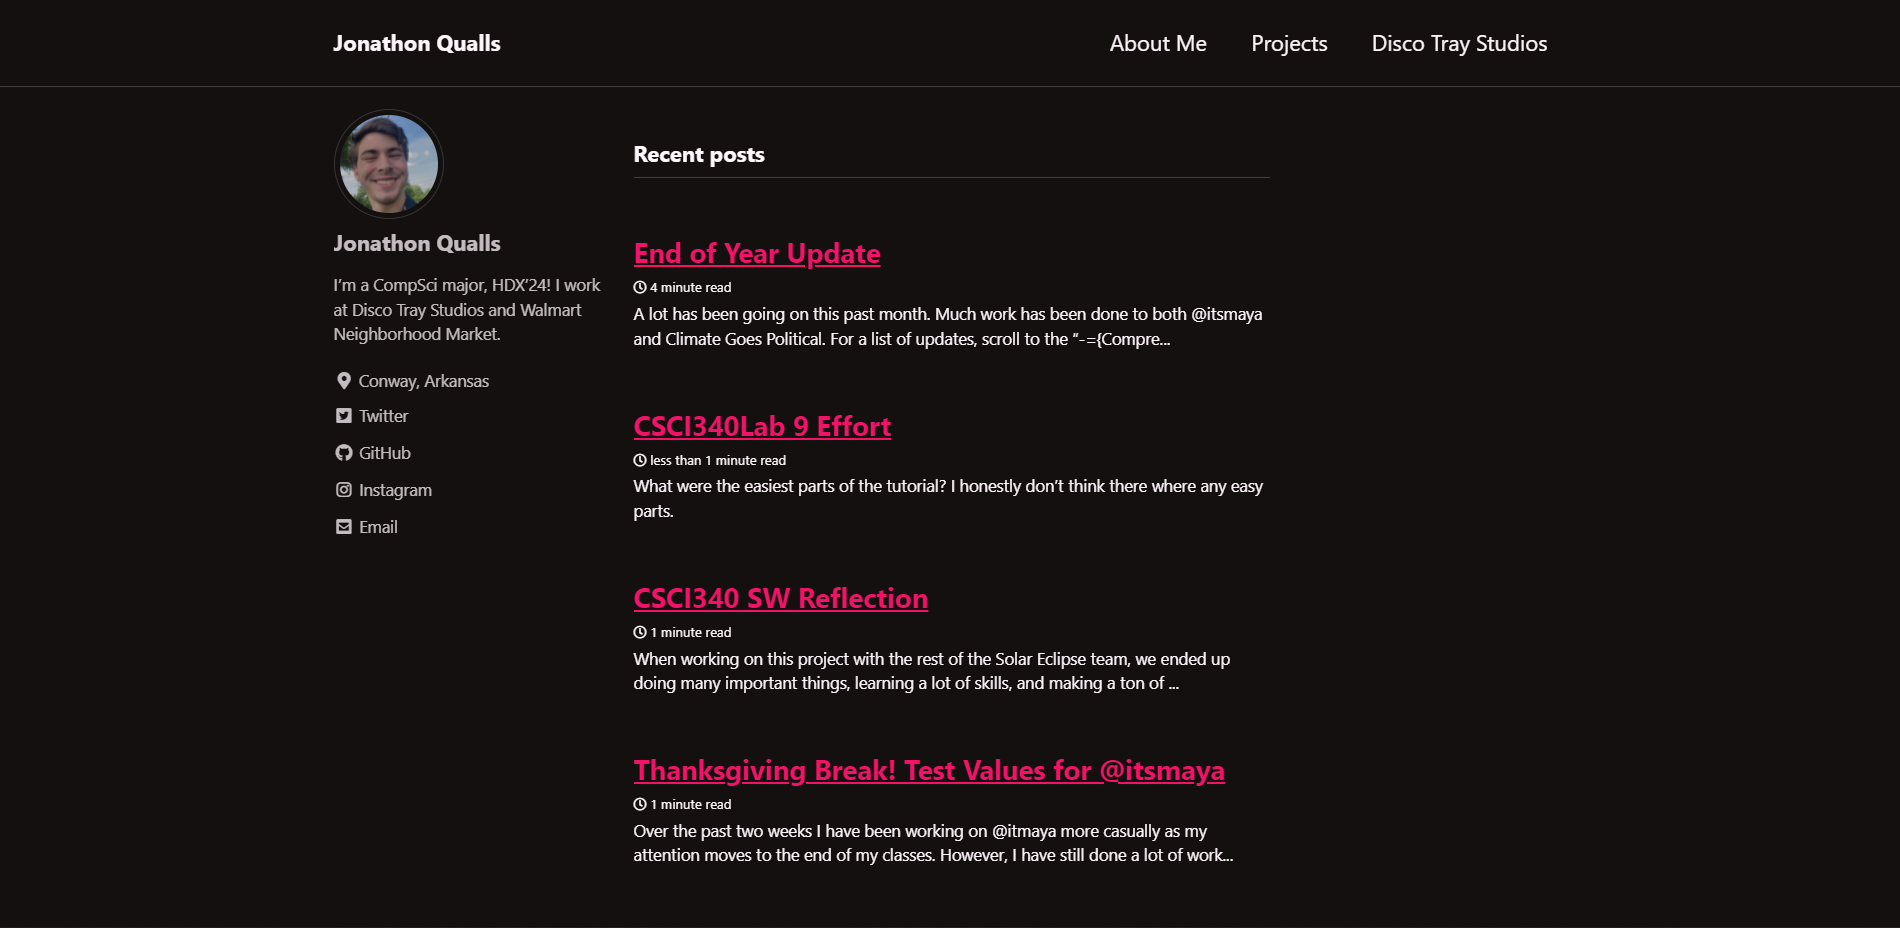 Jonathon Qualls
About Me
Projects
Disco Tray Studios
Jonathon Qualls
I’m a CompSci major, HDX’24! I work
at Disco Tray Studios and Walmart
Neighborhood Market.
Conway, Arkansas
Twitter
GitHub
Instagram
Email
Recent posts
End of Year Update
4 minute read
A lot has been going on this past month. Much work has been done to both @itsmaya
and Climate Goes Political. For a list of updates, scroll to the “-={Compre...
CSCI340Lab 9 Effort
less than 1 minute read
What were the easiest parts of the tutorial? I honestly don’t think there where any easy
parts.
CSCI340 SW Reflection
1 minute read
When working on this project with the rest of the Solar Eclipse team, we ended up
doing many important things, learning a lot of skills, and making a ton of ...
Thanksgiving Break! Test Values for @itsmaya
1 minute read
Over the past two weeks I have been working on @itmaya more casually as my
attention moves to the end of my classes. However, I have still done a lot of work...